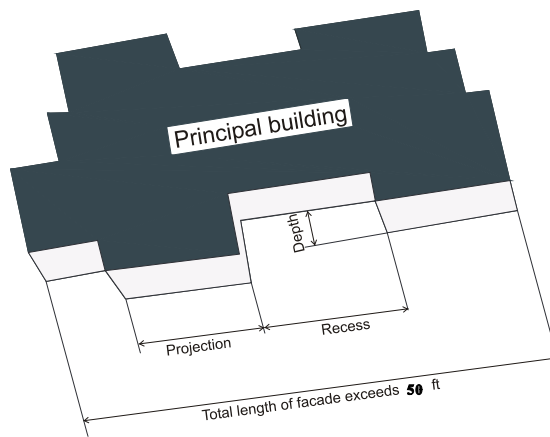 Principal building
Depth
Recess
Projection
Total length of facade exceeds 50 ft